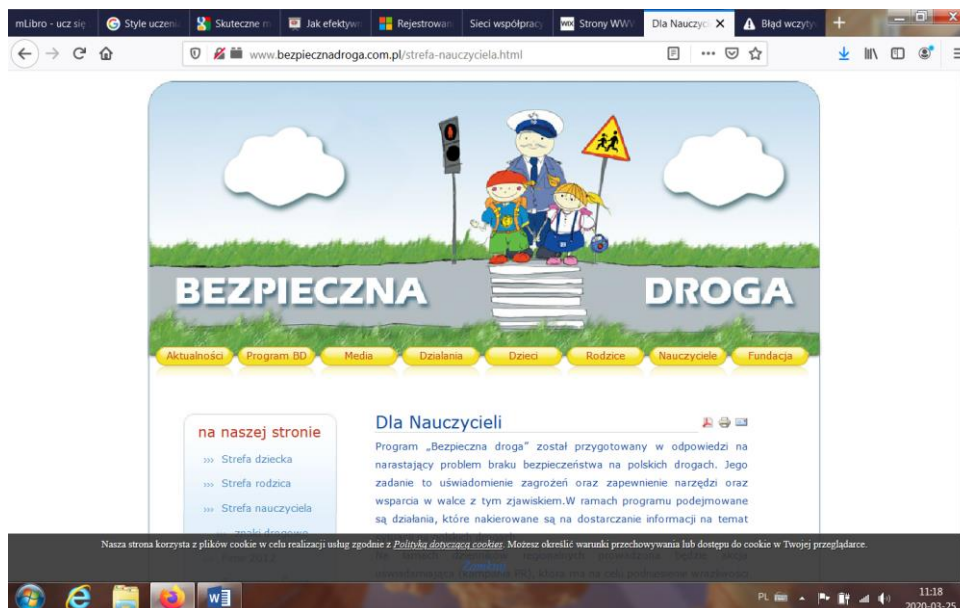 mLibro - ucz się
Style uczeni
Skuteczne m
Jak efektywn
Rejestrowan
Sieci współprac
WIX Strony WWW
Dla Nauczyci
Błąd wczyty
www.bezpiecznadroga.com.pl/strefa-nauczyciela.html
BEZPIECZNA DROGA
Aktualności Program BD Media Działania Dzieci Rodzice Nauczyciele Fundacja
na naszej stronie
Strefa dziecka
Strefa rodzica
Strefa nauczyciela
znaki drogowe
Dla Nauczycieli
Program „Bezpieczna droga” został przygotowany w odpowiedzi na
narastający problem braku bezpieczeństwa na polskich drogach. Jego
zadanie to uświadomienie zagrożeń oraz zapewnienie narzędzi oraz
wsparcia w walce z tym zjawiskiem.W ramach programu podejmowane
są działania, które nakierowane są na dostarczanie informacji na temat
Nasza strona korzysta z plików cookie w celu realizacji usług zgodnie z Polityką dotyczącą cookies. Możesz określić warunki przechowywania lub dostępu do cookie w Twojej przeglądarce.
Zamknij
PL
11:18
2020-03-25